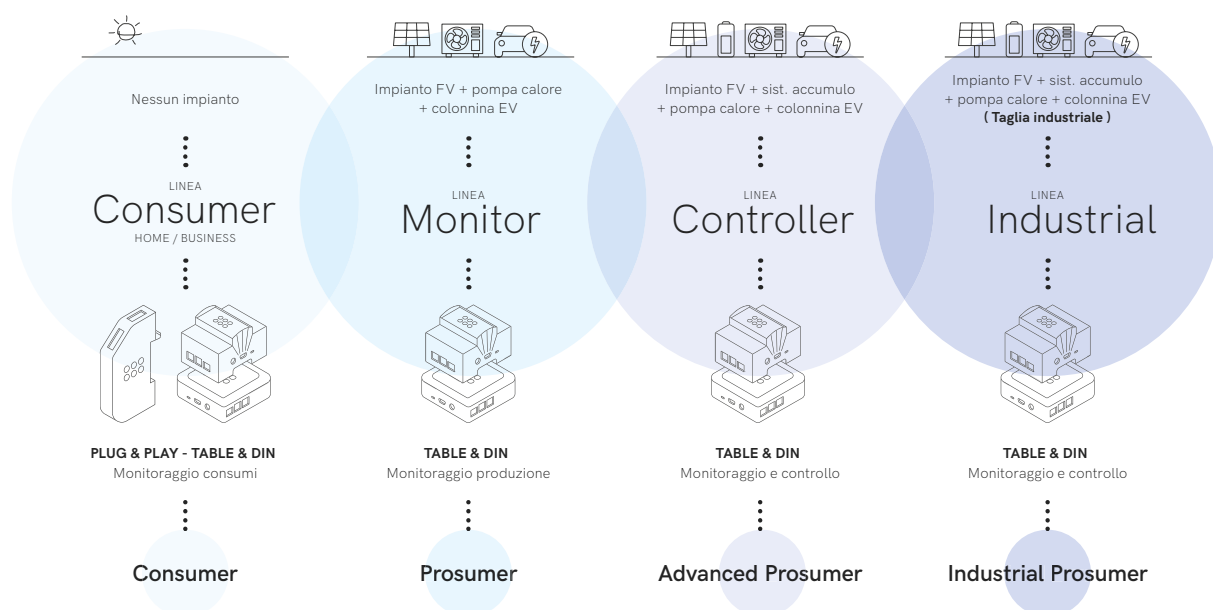 Nessun impianto
LINEA
Consumer
HOME / BUSINESS
PLUG & PLAY - TABLE & DIN
Monitoraggio consumi
Consumer
Impianto FV + pompa calore
+ colonnina EV
LINEA
Monitor
TABLE & DIN
Monitoraggio produzione
Prosumer
Impianto FV + sist. accumulo
+ pompa calore + colonnina EV
LINEA
Controller
TABLE & DIN
Monitoraggio e controllo
Advanced Prosumer
Impianto FV + sist. accumulo
+ pompa calore + colonnina EV
( Taglia industriale )
LINEA
Industrial
TABLE & DIN
Monitoraggio e controllo
Industrial Prosumer